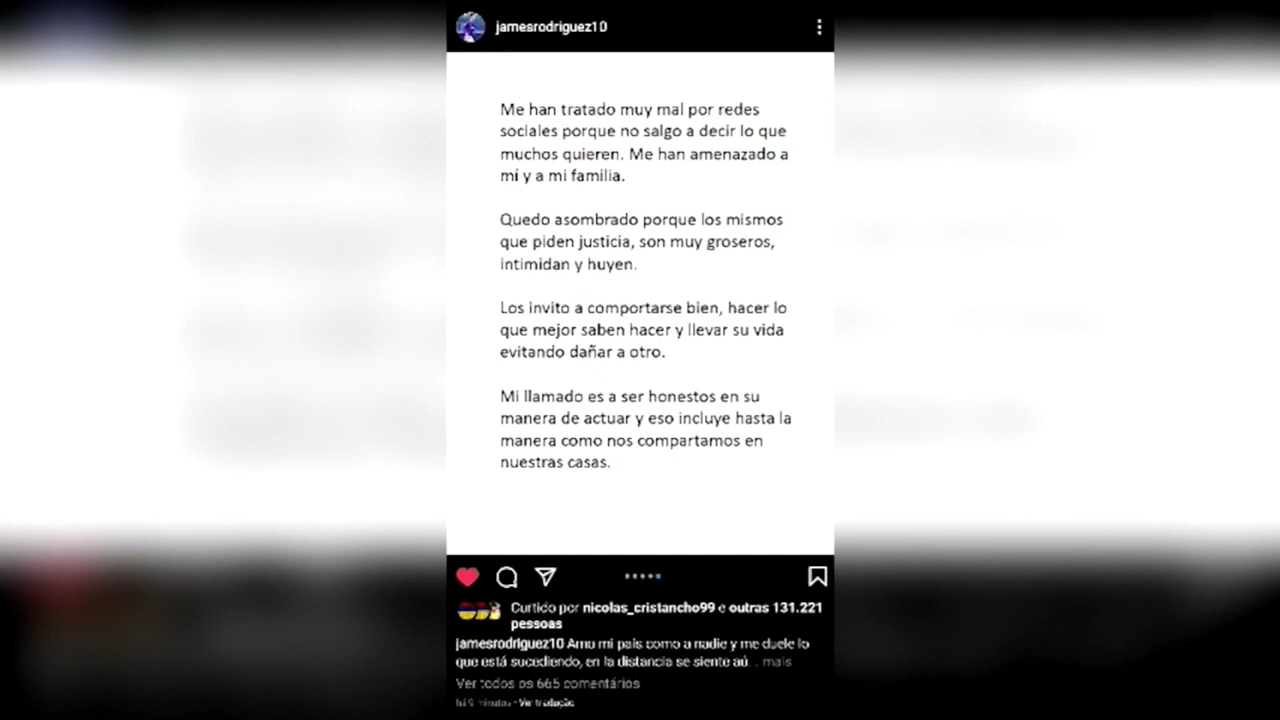 jamesrodriguez10
Me han tratado muy mal por redes
sociales porque no salgo a decir lo que
muchos quieren. Me han amenazado a
mí y a mi familia.
Quedo asombrado porque los mismos
que piden justicia, son muy groseros,
intimidan y huyen.
Los invito a comportarse bien, hacer lo
que mejor saben hacer y llevar su vida
evitando dañar a otro.
Mi llamado es a ser honestos en su
manera de actuar y eso incluye hasta la
manera como nos compartamos en
nuestras casas.
Curtido por nicolas_cristancho99 e outras 131.221
pessoas
jamesrodriguez10 Amo mi país como a nadie y me duele lo
que está sucediendo, en la distancia se siente aú... mais
Ver todos os 665 comentários
há 9 minutos · Ver tradução